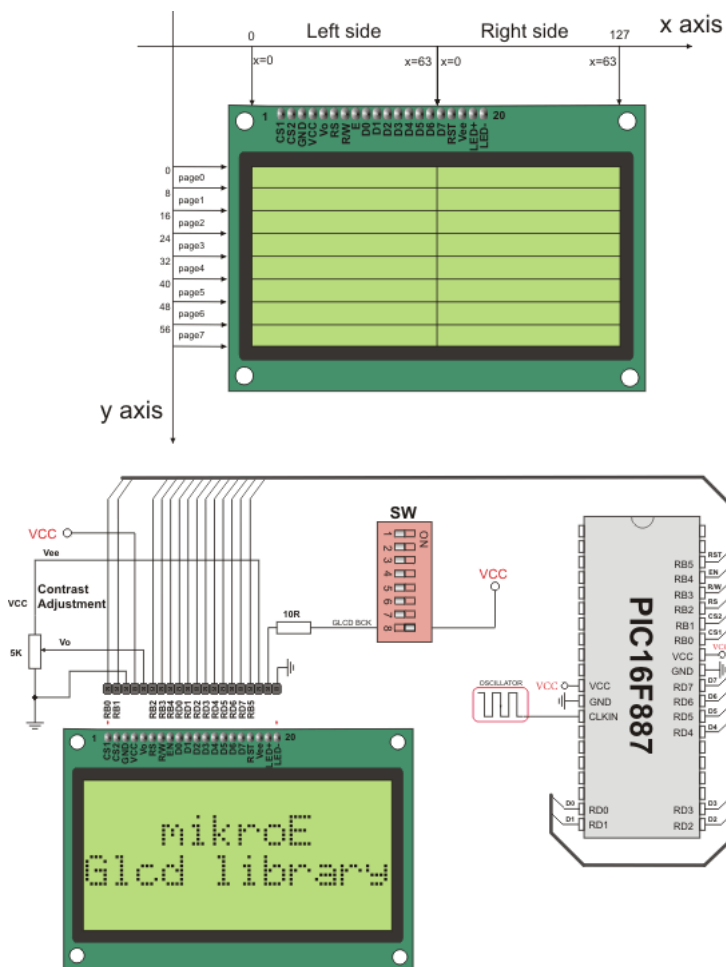 x axis
0 Left side Right side 127
x=0 x=63 x=0 x=63
1 20
CS1 CS2 GND VCC Vo RS R/W E D0 D1 D2 D3 D4 D5 D6 D7 RST Vee LED+ LED-
0
page0
8
page1
16
page2
24
page3
32
page4
40
page5
48
page6
56
page7
y axis
SW
VCC
Vee
ON
1
2
3
4
5
6
7
8
VCC
Contrast
Adjustment
VCC
10R
GLCD BCK
Vo
5K
RB0 RB1 RB2 RB3 RB4 RD0 RD1 RD2 RD3 RD4 RD5 RD6 RD7 RB5
1 20
CS1 CS2 GND VCC Vo RS R/W EN D0 D1 D2 D3 D4 D5 D6 D7 RST Vee LED+ LED-
mikroE
Glcd library
PIC16F887
OSCILLATOR
VCC VCC
GND
CLKIN
D0 RD0
D1 RD1
RB5 RST
RB4 EN
RB3 R/W
RB2 RS
RB1 CS2
RB0 CS1
VCC VCC
GND
RD7 D7
RD6 D6
RD5 D5
RD4 D4
RD3 D3
RD2 D2